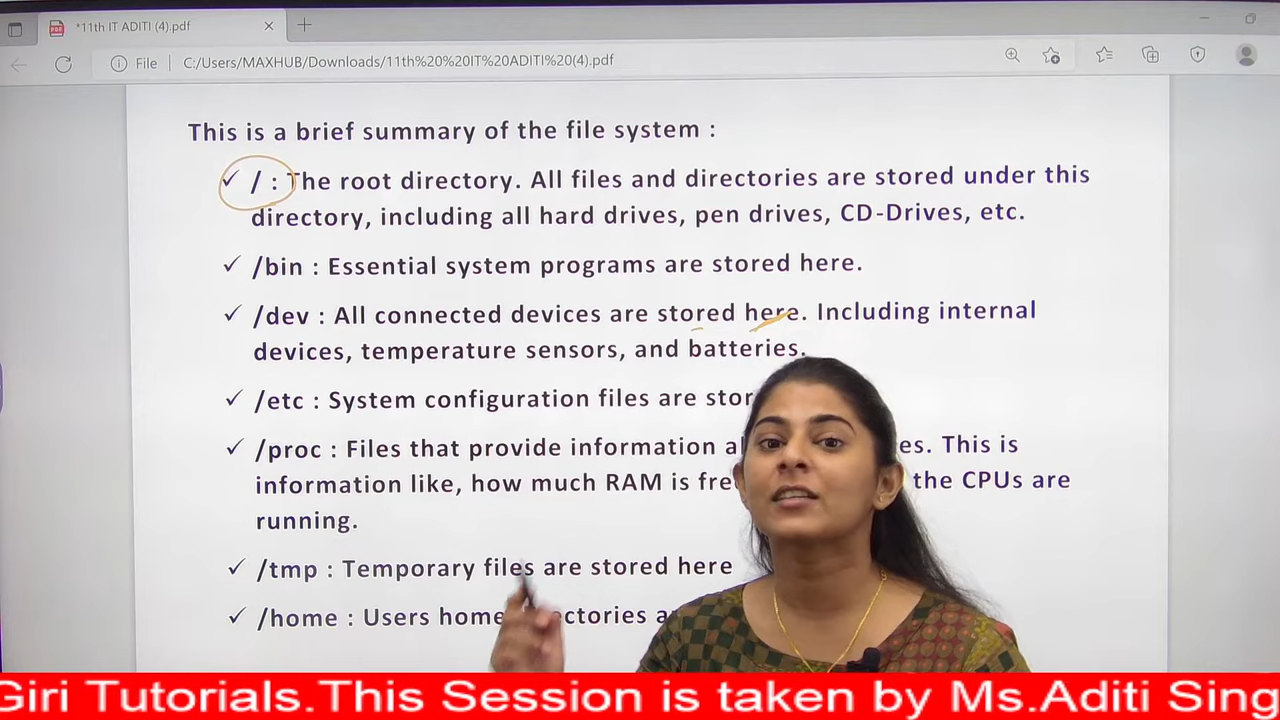 *11th IT ADITI (4).pdf
File
C:/Users/MAXHUB/Downloads/11th%20%20IT%20ADITI%20(4).pdf
This is a brief summary of the file system :
✓ / : The root directory. All files and directories are stored under this
directory, including all hard drives, pen drives, CD-Drives, etc.
✓ /bin : Essential system programs are stored here.
✓ /dev : All connected devices are stored here. Including internal
devices, temperature sensors, and batteries.
✓ /etc : System configuration files are
✓ /proc : Files that provide information This is
information like, how much RAM is the CPUs are
running.
✓ /tmp : Temporary files are stored here
✓ /home : Users home
Giri Tutorials.This Session is taken by Ms.Aditi Sing